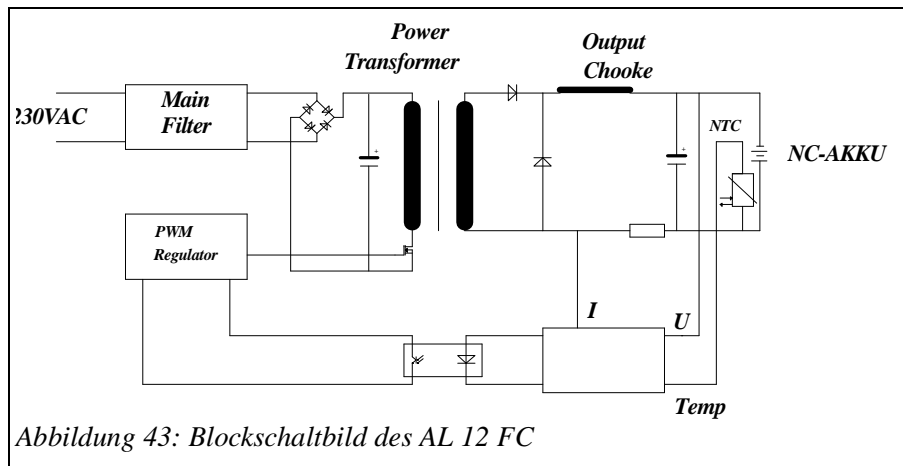 Power
Transformer
Output
Chooke
230VAC
Main
Filter
NTC
NC-AKKU
+
+
PWM
Regulator
I
U
Temp
Abbildung 43: Blockschaltbild des AL 12 FC